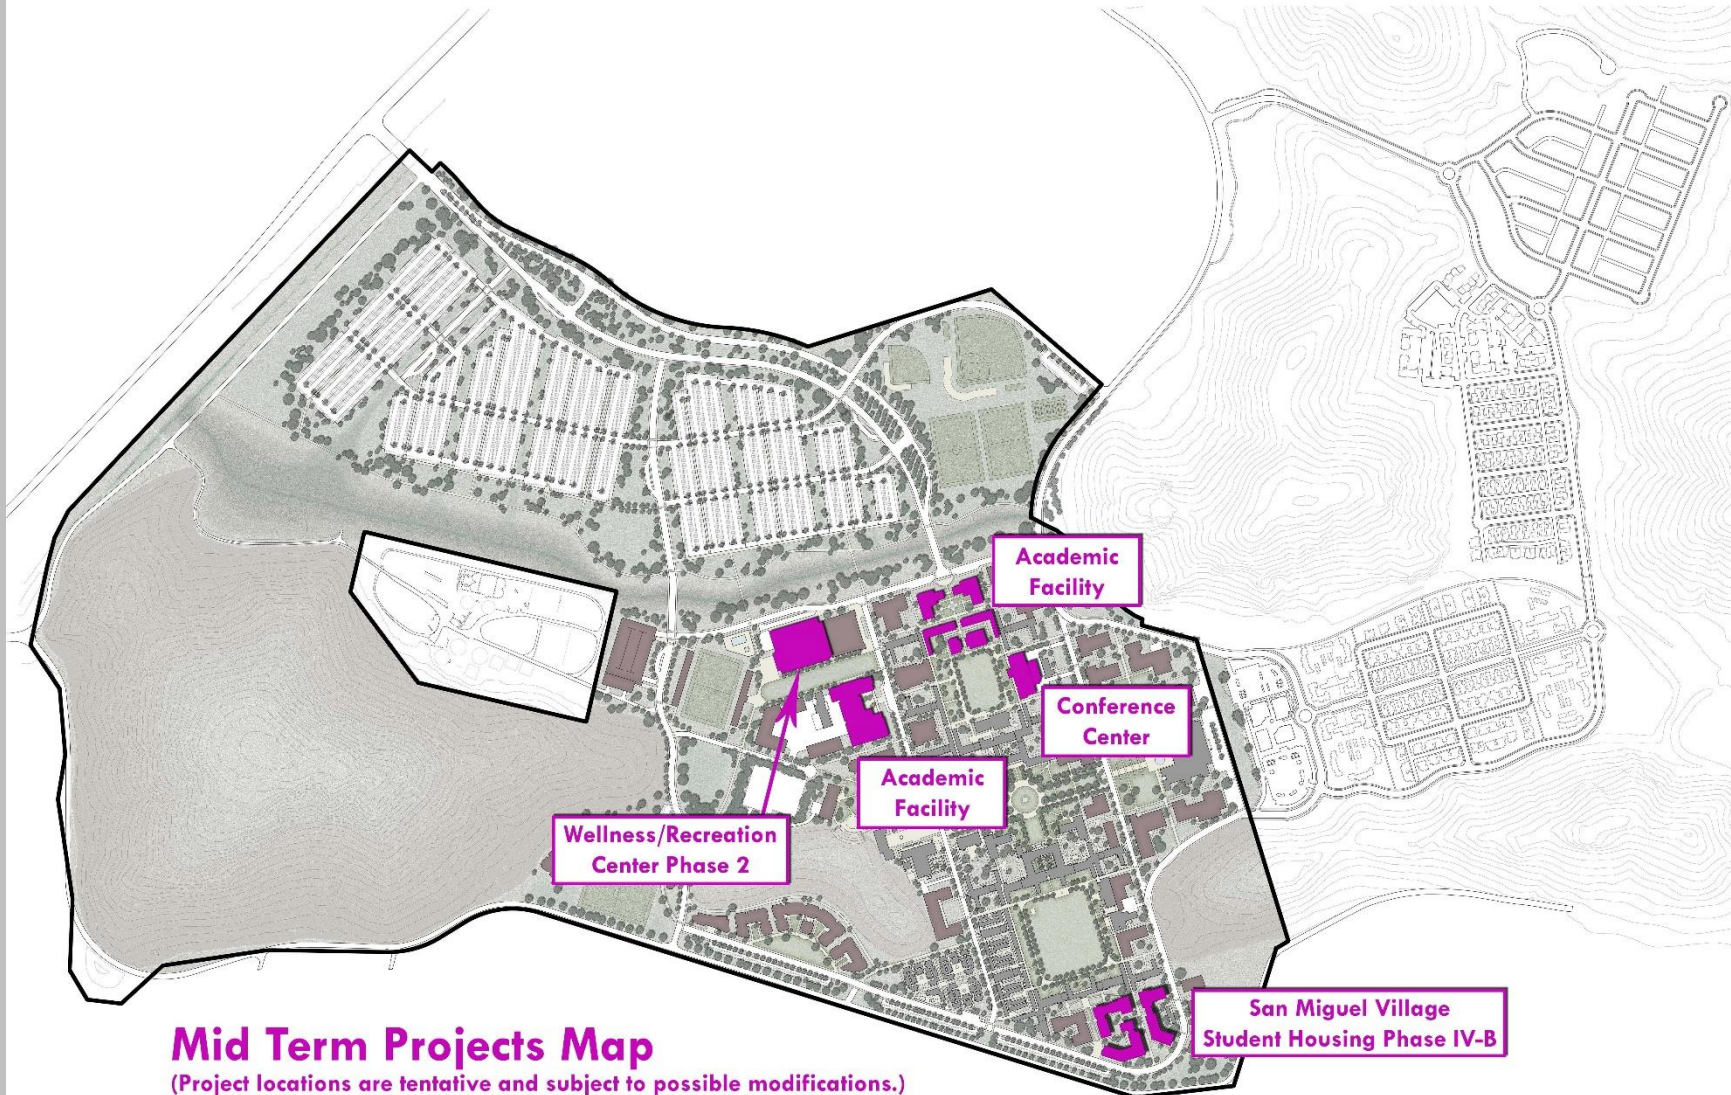 Academic
Facility
Conference
Center
Academic
Facility
Wellness/Recreation
Center Phase 2
San Miguel Village
Student Housing Phase IV-B
Mid Term Projects Map
(Project locations are tentative and subject to possible modifications.)